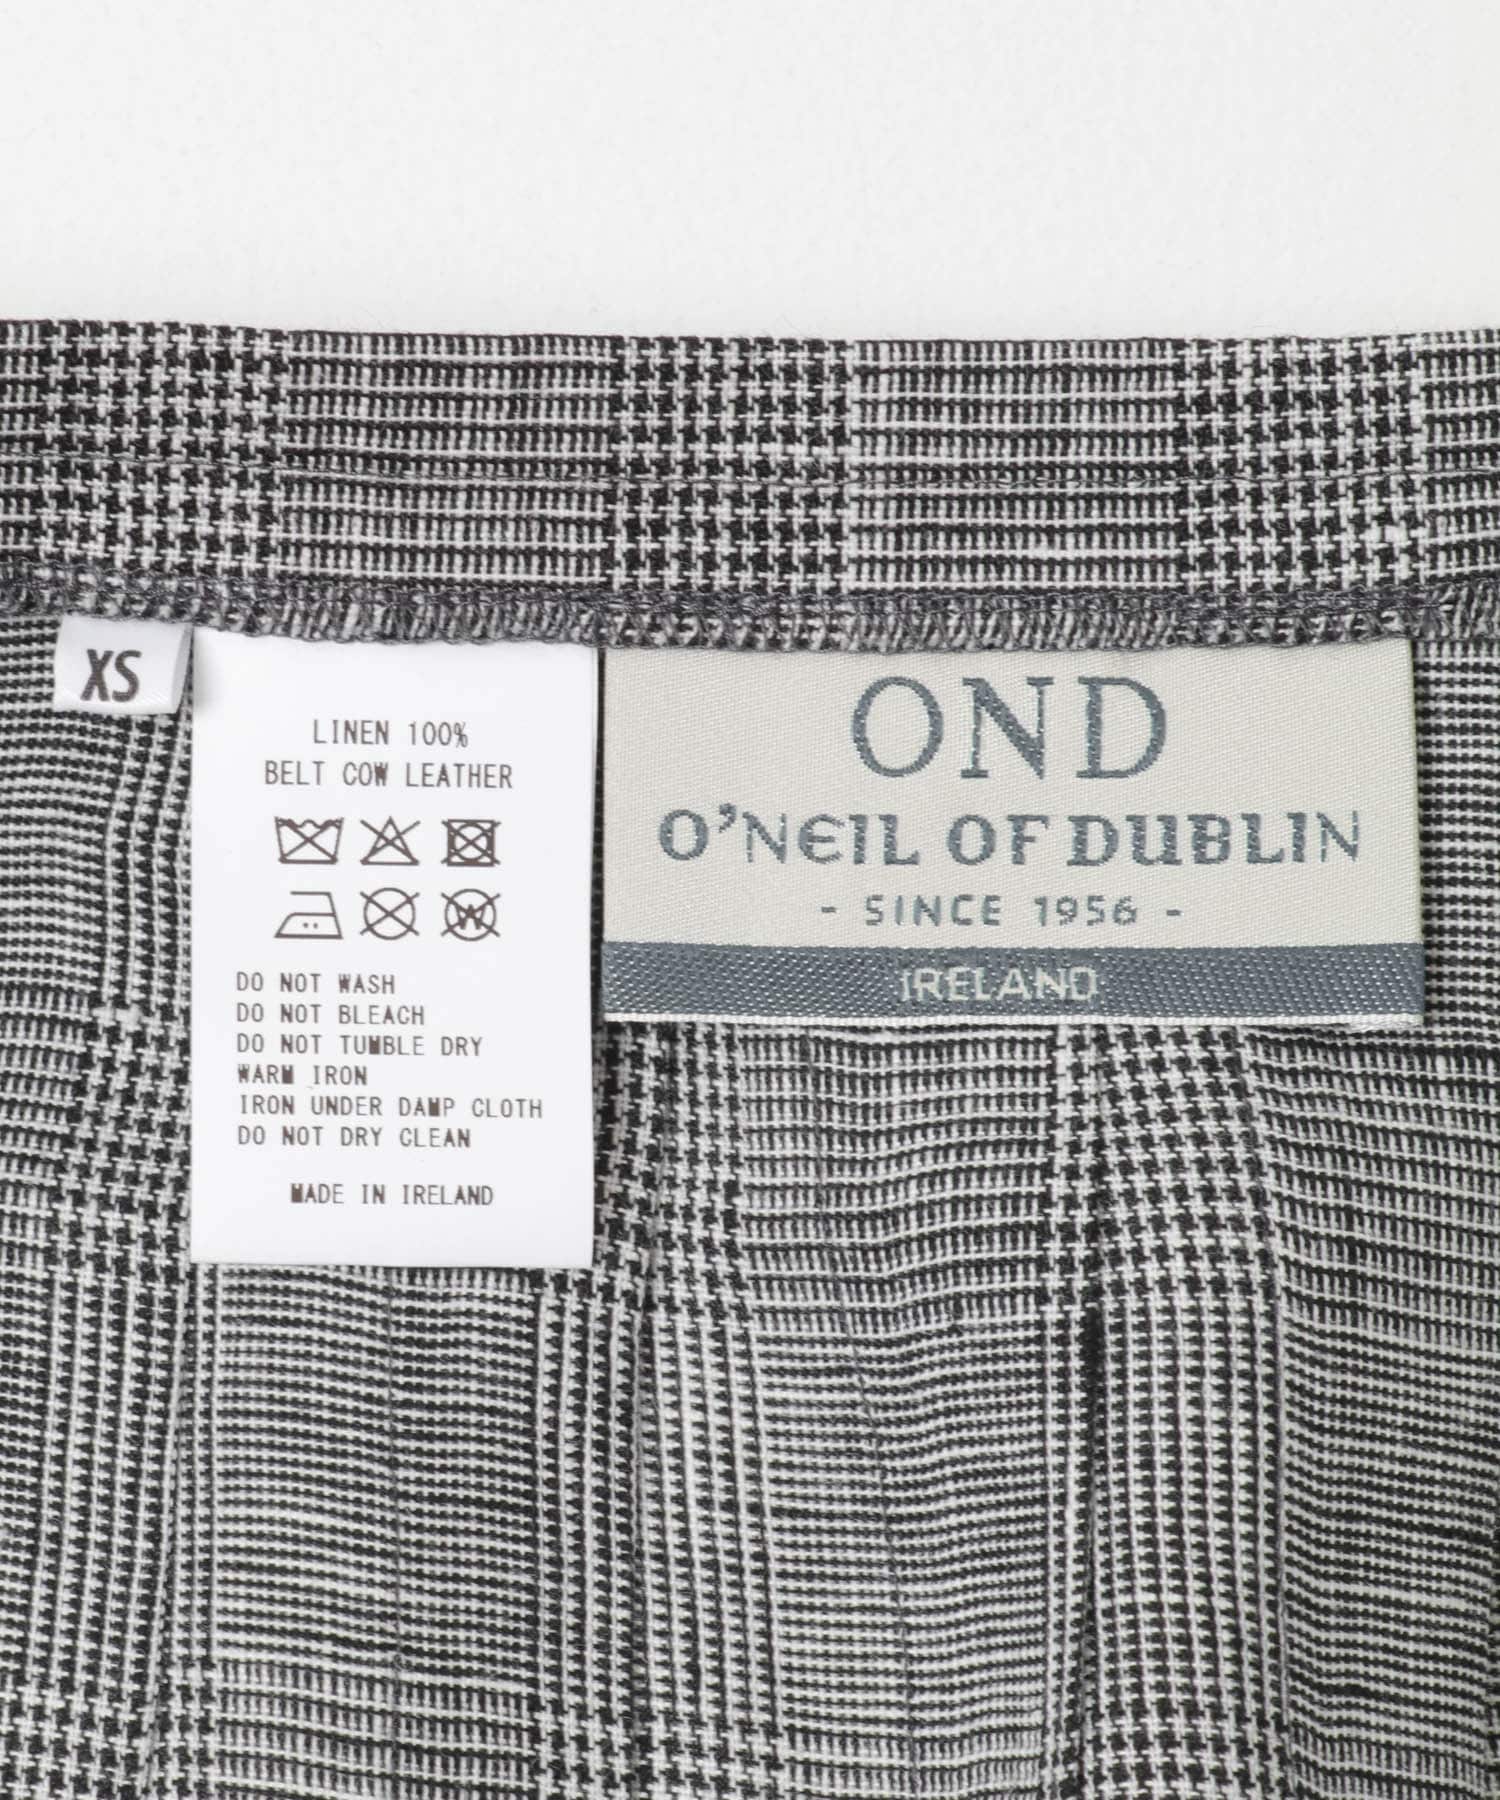 XS
LINEN 100%
BELT COW LEATHER
W
DO NOT WASH
DO NOT BLEACH
DO NOT TUMBLE DRY
WARM IRON
IRON UNDER DAMP CLOTH
DO NOT DRY CLEAN
MADE IN IRELAND
OND
O'NEIL OF DUBLIN
- SINCE 1956 -
IRELAND